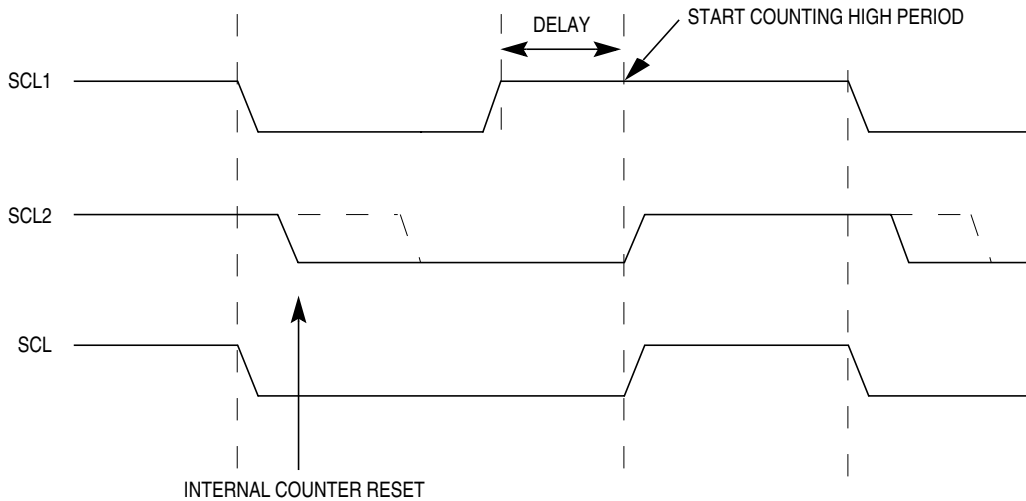 START COUNTING HIGH PERIOD
DELAY
SCL1
SCL2
SCL
INTERNAL COUNTER RESET